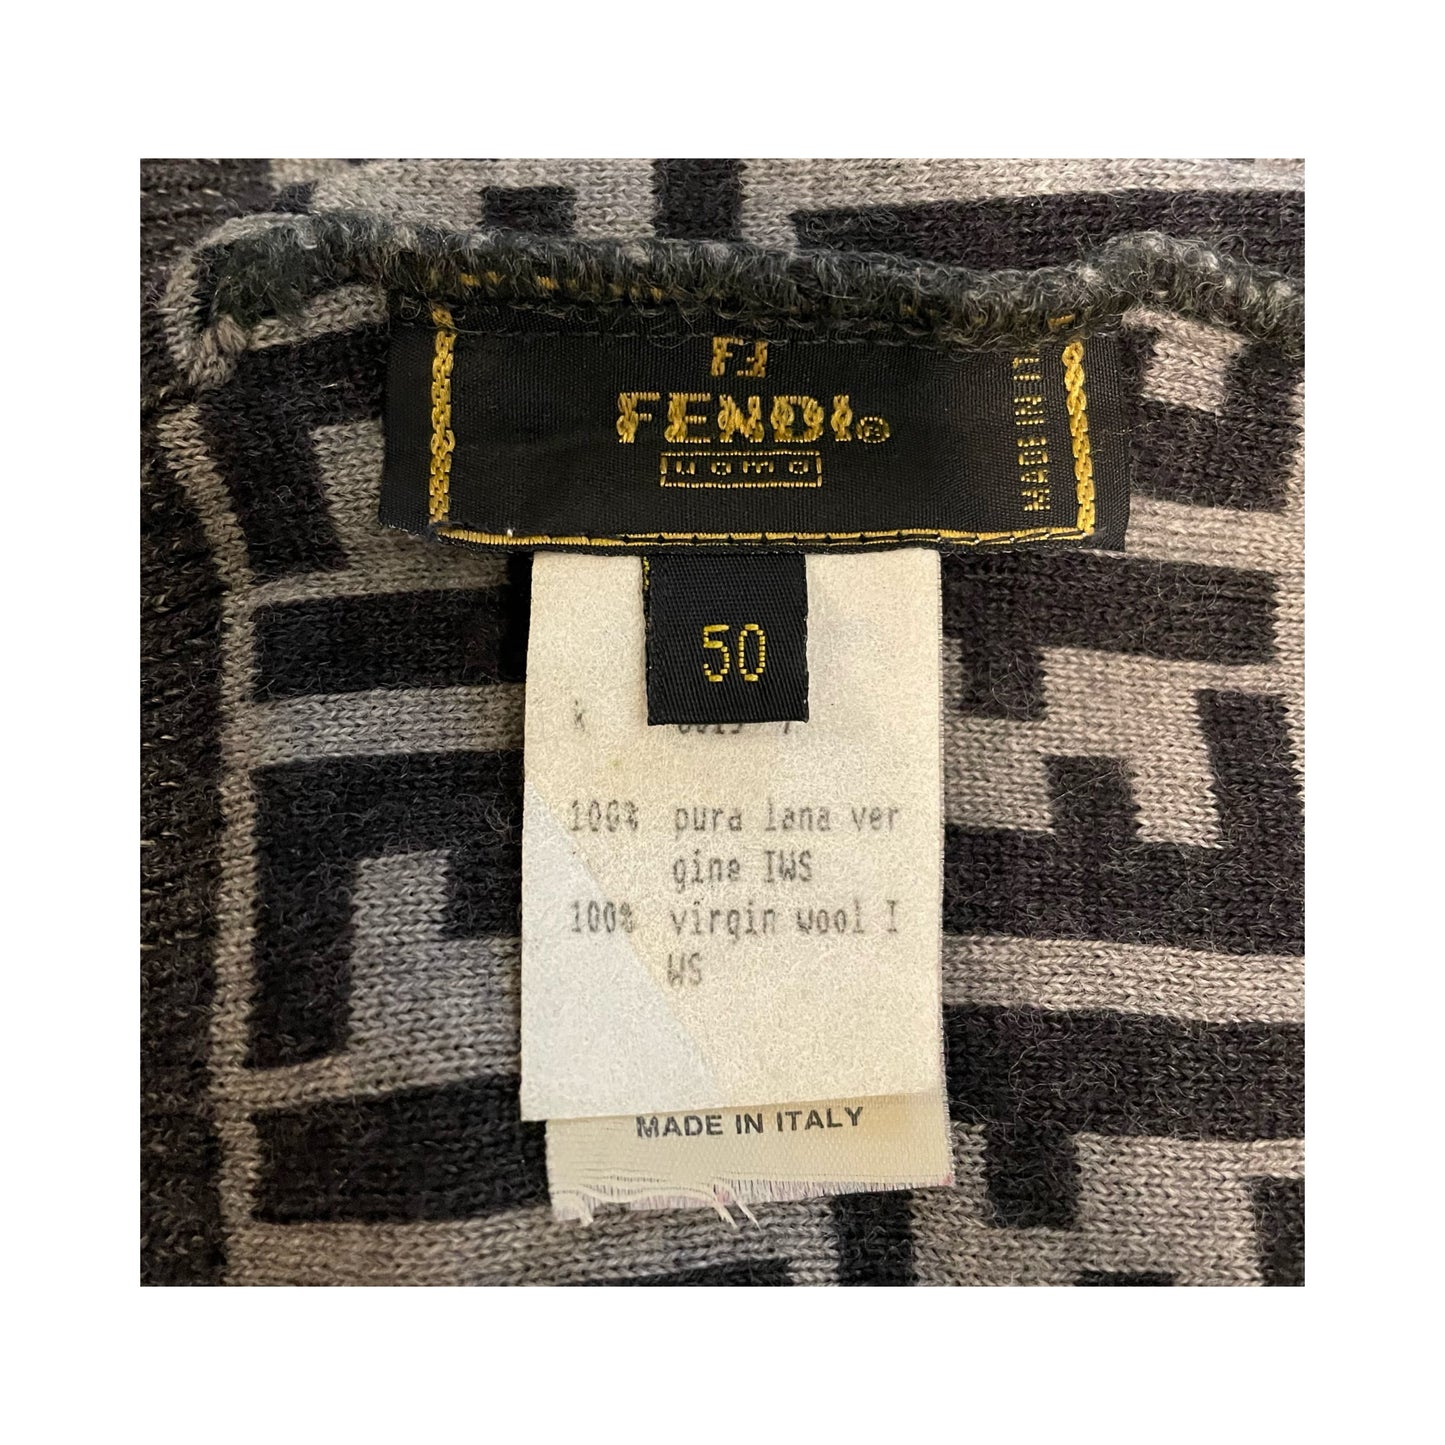 FF
FENDI®
uomo
MADE IN IT
50
k
100% pura lana ver
gine IWS
100% virgin wool I
WS
MADE IN ITALY